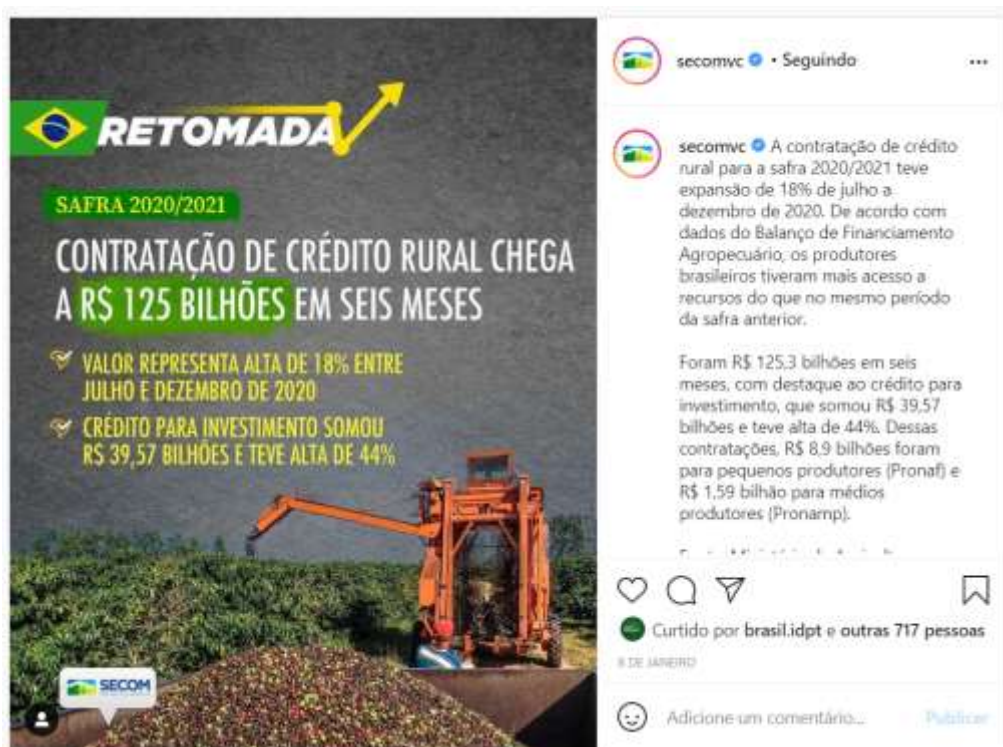 RETOMADA
SAFRA 2020/2021
CONTRATAÇÃO DE CRÉDITO RURAL CHEGA
A R$ 125 BILHÕES EM SEIS MESES
VALOR REPRESENTA ALTA DE 18% ENTRE
JULHO E DEZEMBRO DE 2020
CRÉDITO PARA INVESTIMENTO SOMOU
R$ 39,57 BILHÕES E TEVE ALTA DE 44%
SECOM
secomvc • Seguindo
secomvc A contratação de crédito
rural para a safra 2020/2021 teve
expansão de 18% de julho a
dezembro de 2020. De acordo com
dados do Balanço de Financiamento
Agropecuário, os produtores
brasileiros tiveram mais acesso a
recursos do que no mesmo período
da safra anterior.
Foram R$ 125,3 bilhões em seis
meses, com destaque ao crédito para
investimento, que somou R$ 39,57
bilhões e teve alta de 44%. Dessas
contratações, R$ 8,9 bilhões foram
para pequenos produtores (Pronaf) e
R$ 1,59 bilhão para médios
produtores (Pronamp).
Curtido por brasil.idpt e outras 717 pessoas
DE JANEIRO
Adicione um comentário... Publicar